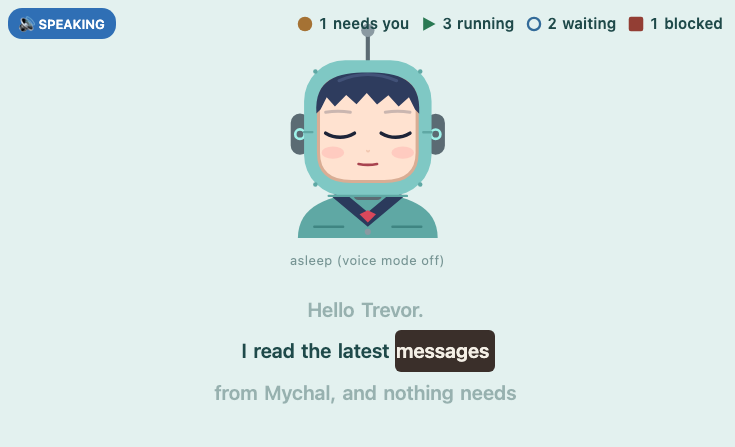 SPEAKING
1 needs you 3 running 2 waiting 1 blocked
asleep (voice mode off)
Hello Trevor.
I read the latest messages
from Mychal, and nothing needs